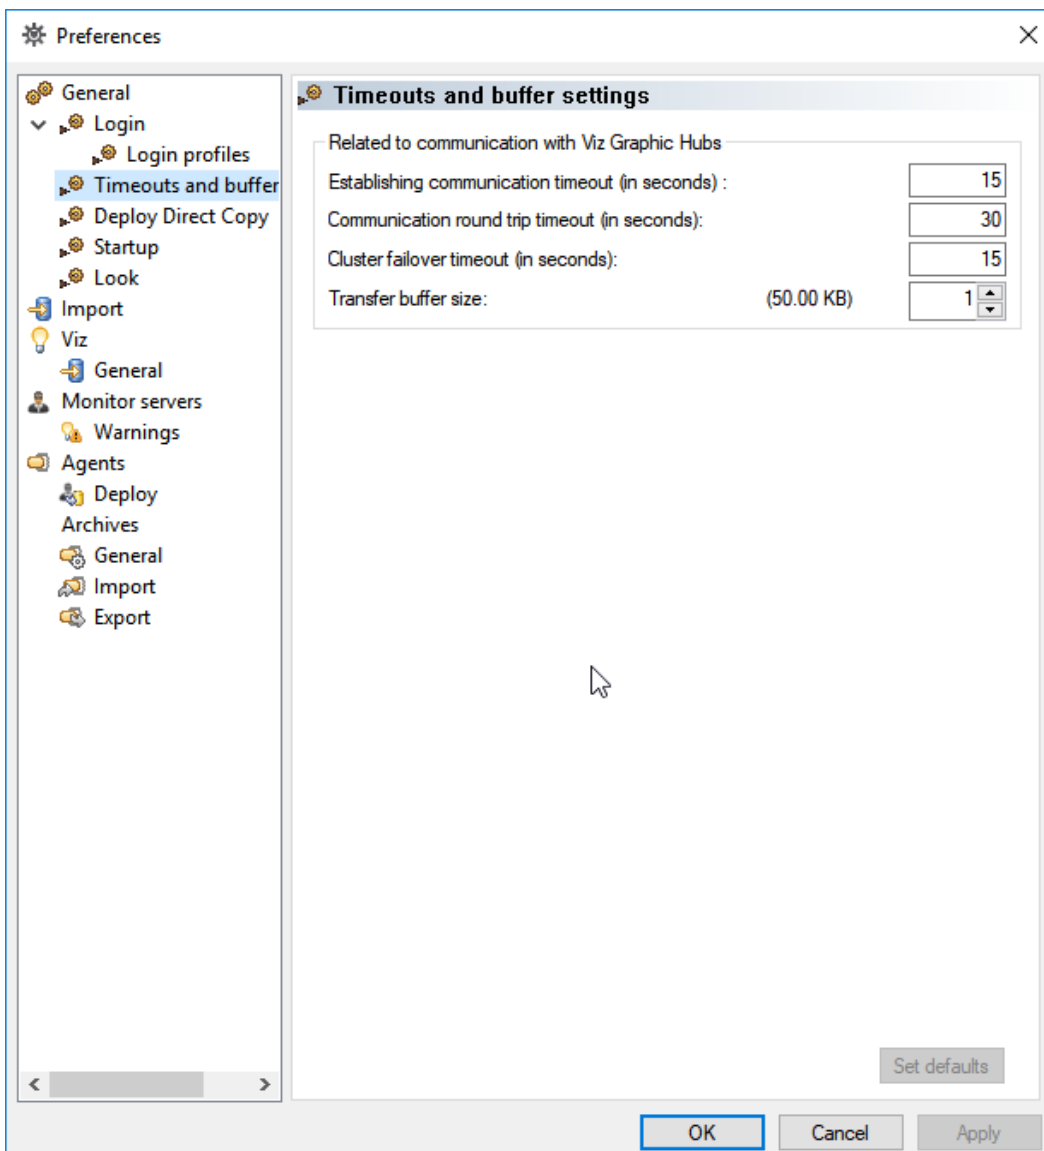 Preferences
General
Login
Login profiles
Timeouts and buffer
Deploy Direct Copy
Startup
Look
Import
Viz
General
Monitor servers
Warnings
Agents
Deploy
Archives
General
Import
Export
Timeouts and buffer settings
Related to communication with Viz Graphic Hubs
Establishing communication timeout (in seconds) : 15
Communication round trip timeout (in seconds): 30
Cluster failover timeout (in seconds): 15
Transfer buffer size: (50.00 KB) 1
Set defaults
OK Cancel Apply